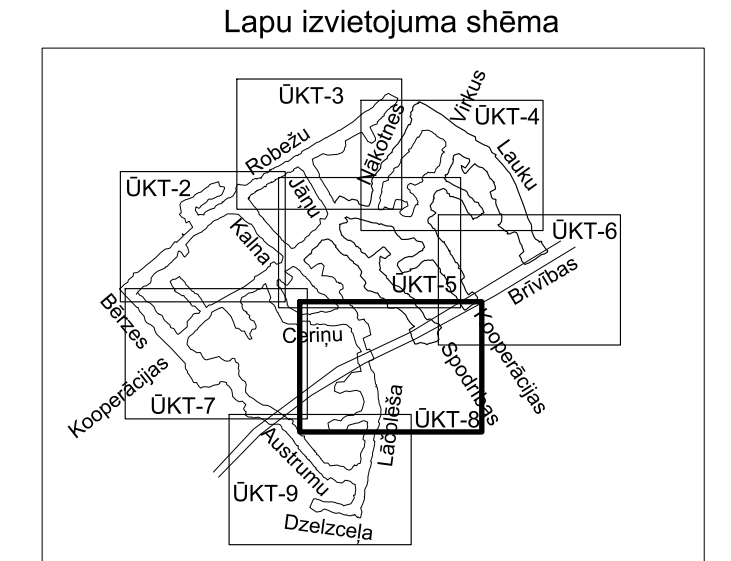 Lapu izvietojuma shēma
ŪKT-3
Virkus
ŪKT-4
Nākotnes
Robežu
Lauku
ŪKT-2
Jāņu
Kalna
ŪKT-6
ŪKT-5
Brīvības
Bērzes
Ceriņu
Kooperācijas
Spodrības
Kooperācijas
ŪKT-7
Lāčplēša
ŪKT-8
Austrumu
ŪKT-9
Dzelzceļa